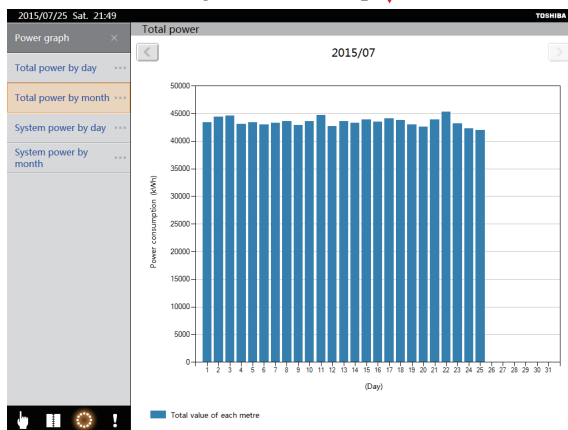 2015/07/25 Sat. 21:49
TOSHIBA
Power graph
Total power by day
Total power by month
System power by day
System power by
month
Total power
2015/07
Power consumption (kWh)
50000
45000
40000
35000
30000
25000
20000
15000
10000
5000
0
1 2 3 4 5 6 7 8 9 10 11 12 13 14 15 16 17 18 19 20 21 22 23 24 25 26 27 28 29 30 31
(Day)
Total value of each metre